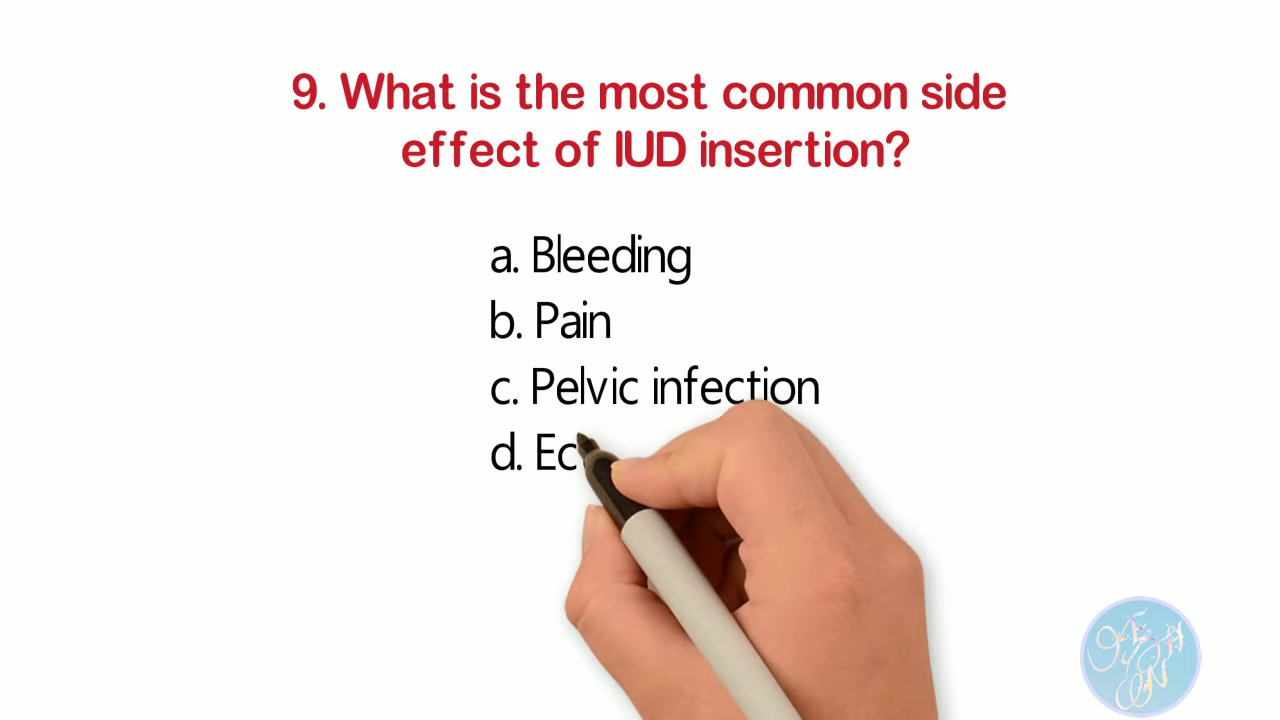 9. What is the most common side
effect of IUD insertion?
a. Bleeding
b. Pain
c. Pelvic infection
d. Ec